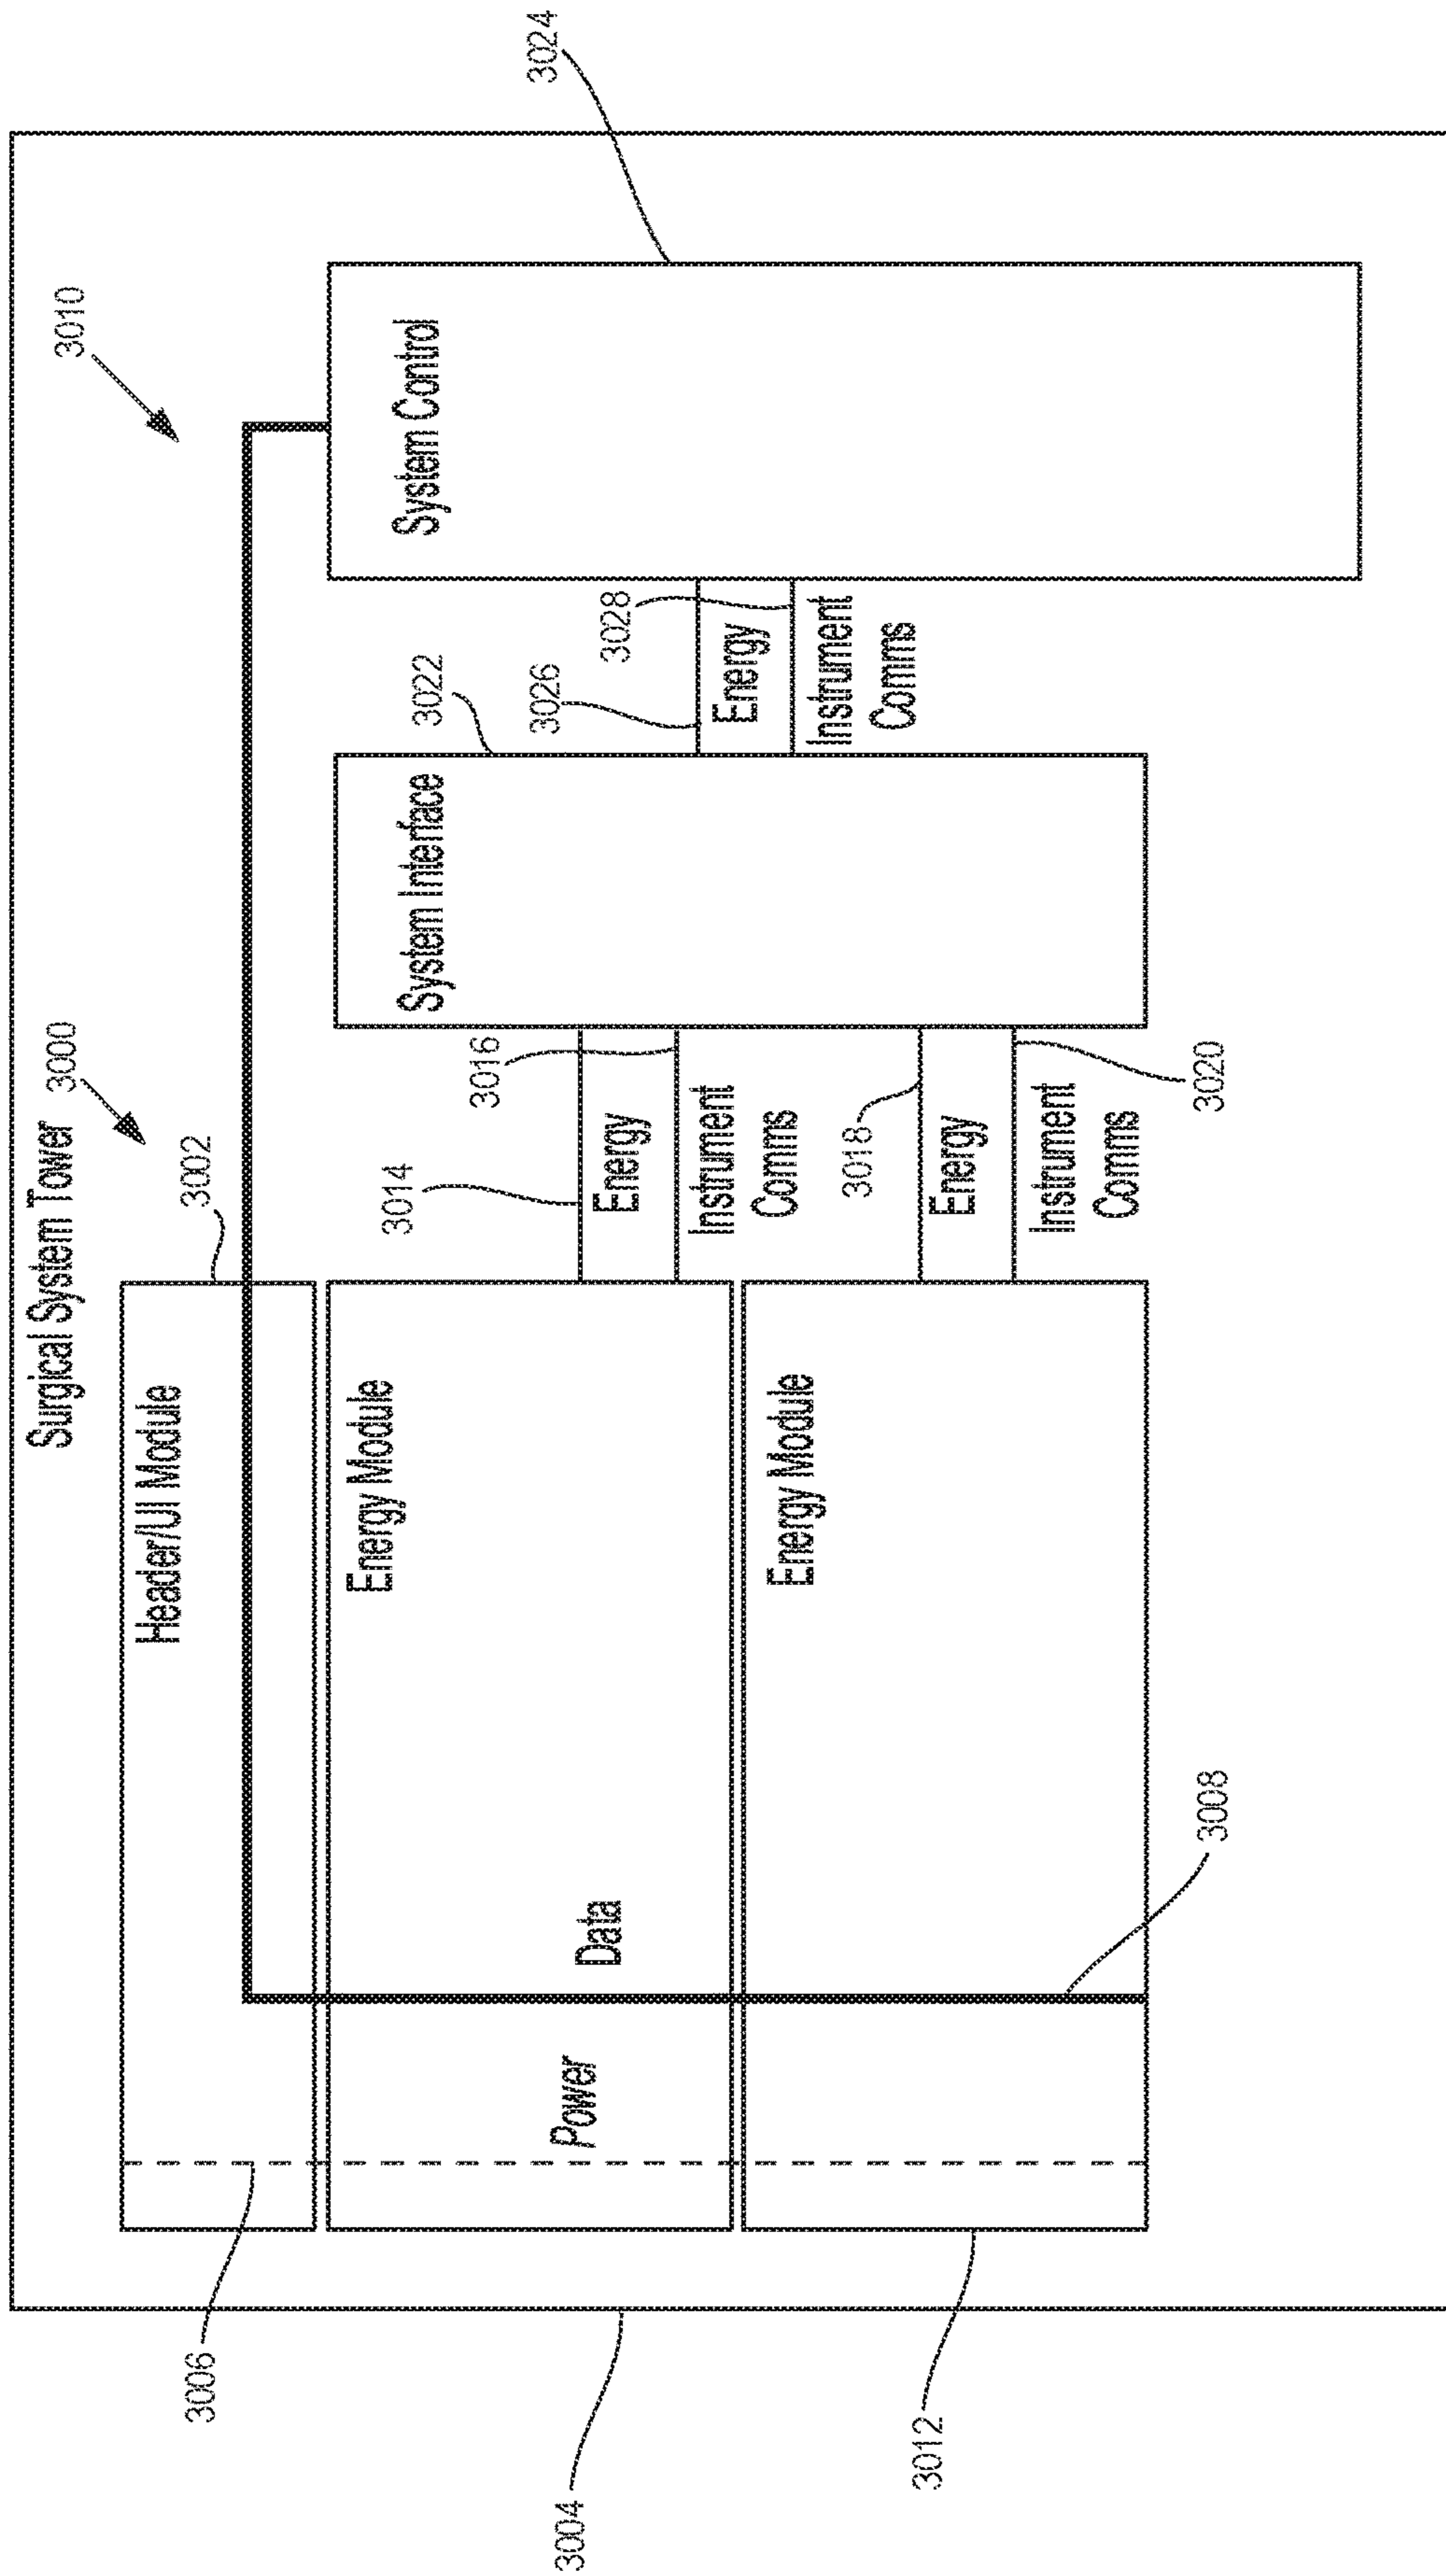 Surgical System Tower
3000
3010
3002
Header/UI Module
3006
Energy Module
Power
Data
3004
3014
Energy
3016
Instrument
Comms
System Interface
3022
3026
Energy
3028
Instrument
Comms
System Control
3024
Energy Module
3012
3008
3018
Energy
Instrument
Comms
3020